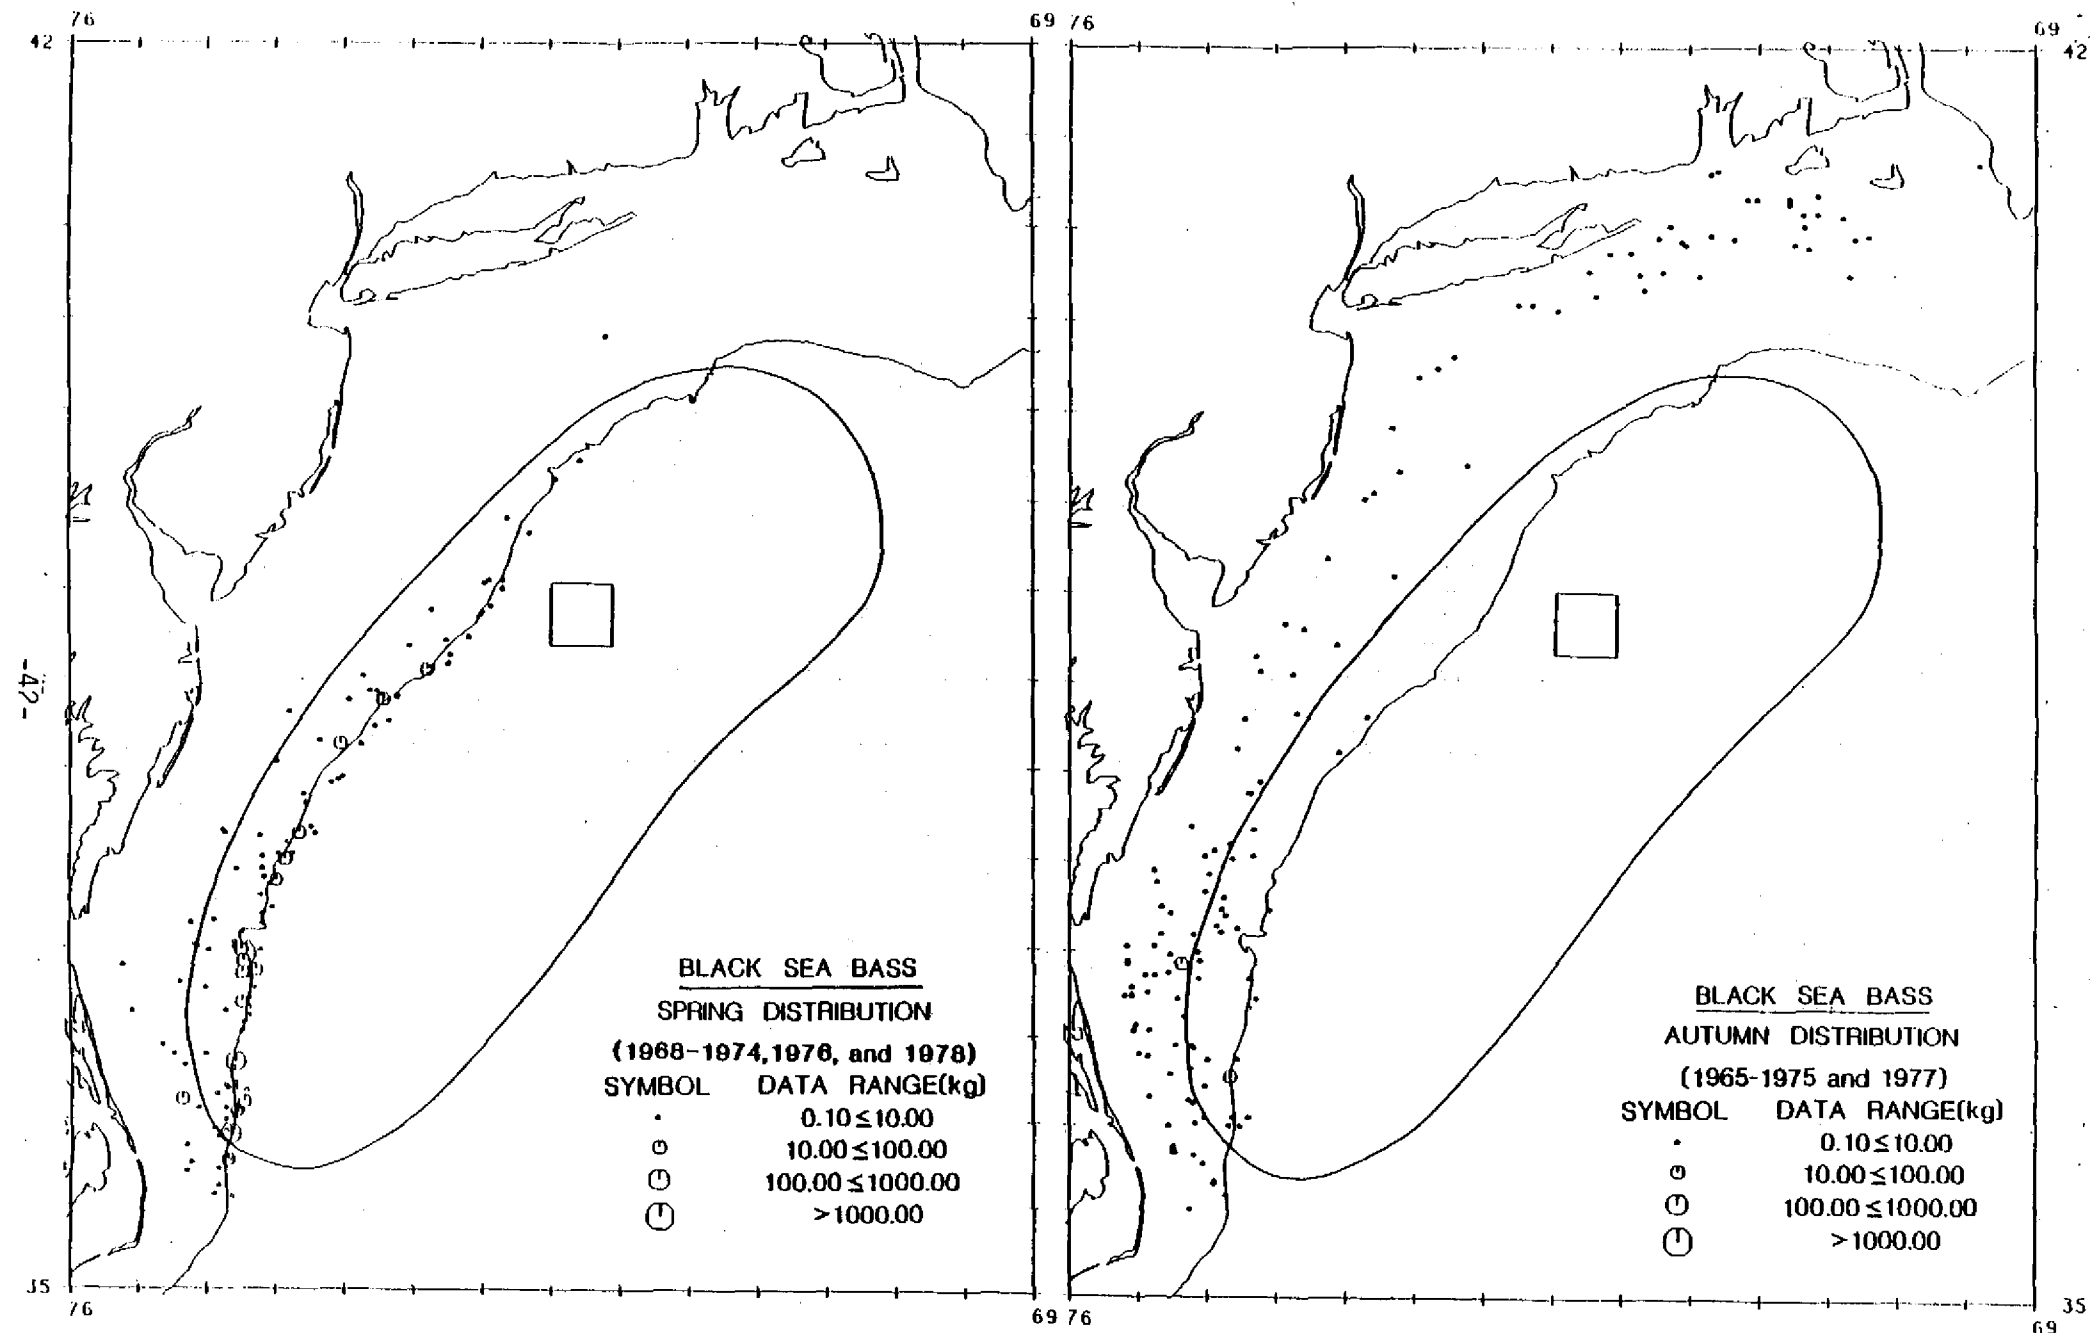 76
69
76
69
42
42
-42-
BLACK SEA BASS
SPRING DISTRIBUTION
(1968-1974,1976, and 1978)
SYMBOL DATA RANGE(kg)
0.10≤10.00
10.00≤100.00
100.00≤1000.00
>1000.00
BLACK SEA BASS
AUTUMN DISTRIBUTION
(1965-1975 and 1977)
SYMBOL DATA RANGE(kg)
0.10≤10.00
10.00≤100.00
100.00≤1000.00
>1000.00
35
35
76
69
76
69